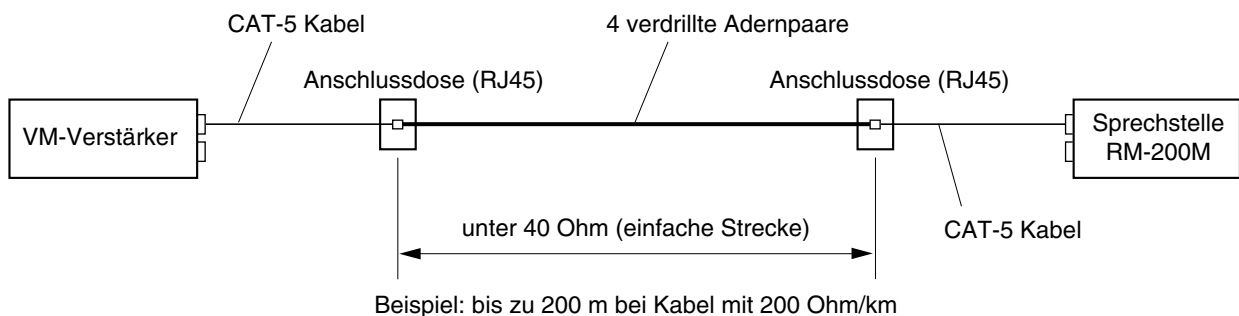 CAT-5 Kabel
4 verdrillte Adernpaare
Anschlussdose (RJ45)
Anschlussdose (RJ45)
VM-Verstärker
Sprechstelle
RM-200M
unter 40 Ohm (einfache Strecke)
CAT-5 Kabel
Beispiel: bis zu 200 m bei Kabel mit 200 Ohm/km